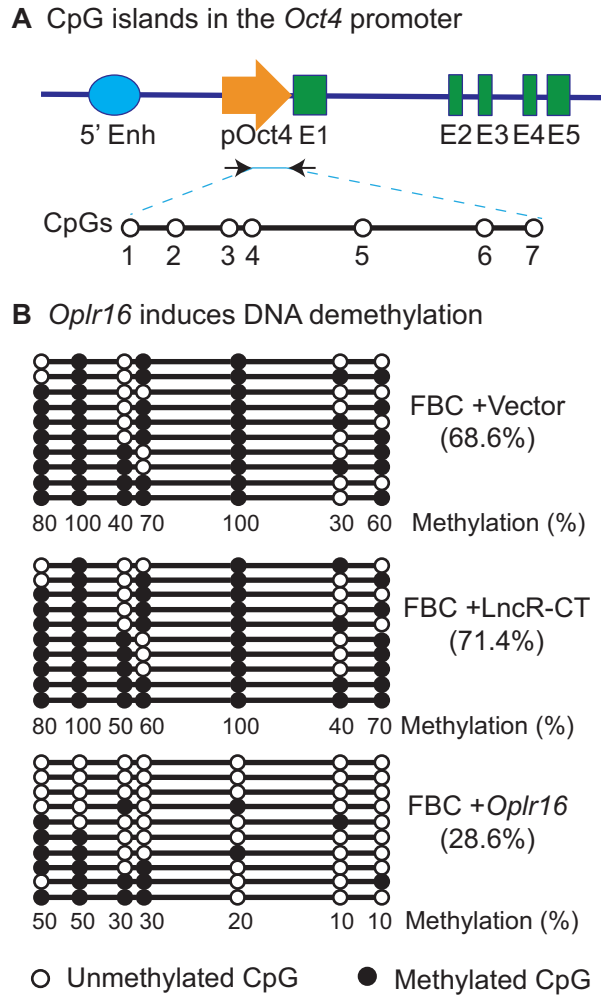 A CpG islands in the Oct4 promoter
5' Enh pOct4 E1 E2 E3 E4 E5
CpGs
1 2 3 4 5 6 7
B Oplr16 induces DNA demethylation
FBC +Vector
(68.6%)
80 100 40 70 100 30 60 Methylation (%)
FBC +LncR-CT
(71.4%)
80 100 50 60 100 40 70 Methylation (%)
FBC +Oplr16
(28.6%)
50 50 30 30 20 10 10 Methylation (%)
Unmethylated CpG Methylated CpG